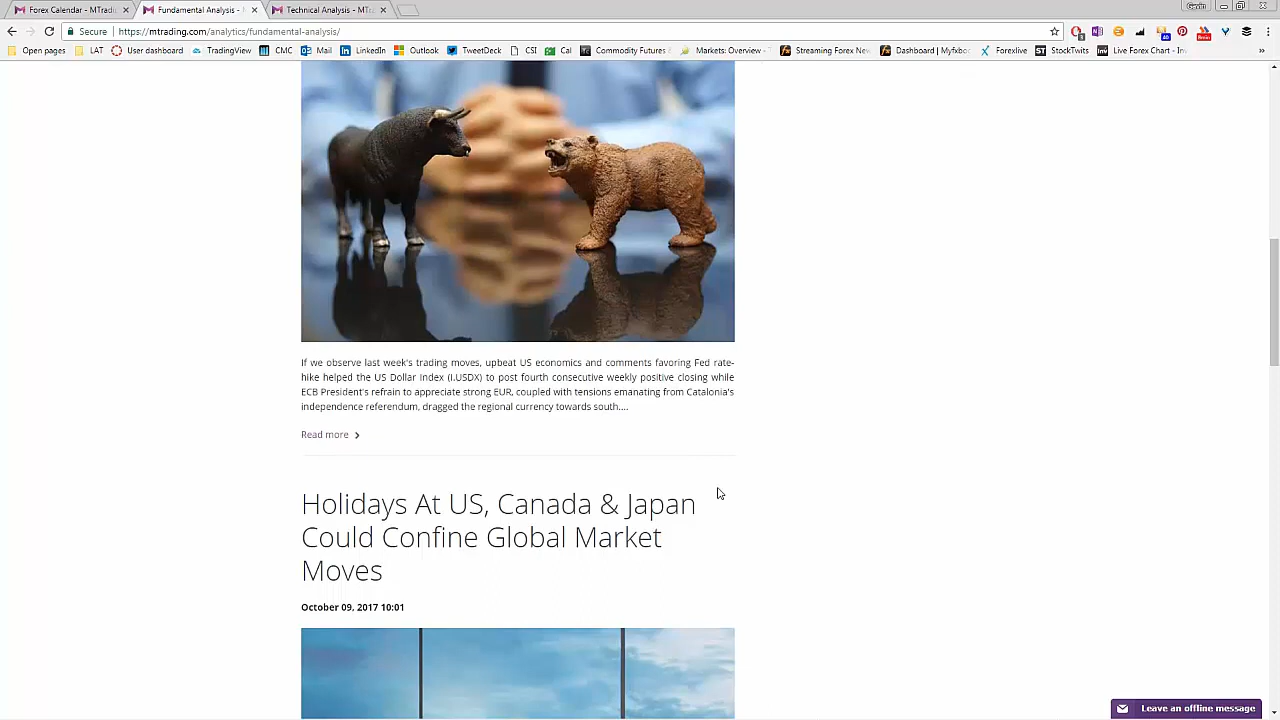 Forex Calendar - MTradi
Fundamental Analysis -
Technical Analysis - MTr
Secure
https://mtrading.com/analytics/fundamental-analysis/
Open pages
LAT
User dashboard
TradingView
CMC
Mail
LinkedIn
Outlook
TweetDeck
CSI
Cal
Commodity Futures
Markets: Overview -
Streaming Forex New
Dashboard | Myfxbo
Forexlive
StockTwits
Live Forex Chart - Inv
If we observe last week's trading moves, upbeat US economics and comments favoring Fed rate-
hike helped the US Dollar Index (I.USDX) to post fourth consecutive weekly positive closing while
ECB President's refrain to appreciate strong EUR, coupled with tensions emanating from Catalonia's
independence referendum, dragged the regional currency towards south....
Read more
Holidays At US, Canada & Japan
Could Confine Global Market
Moves
October 09, 2017 10:01
Leave an offline message